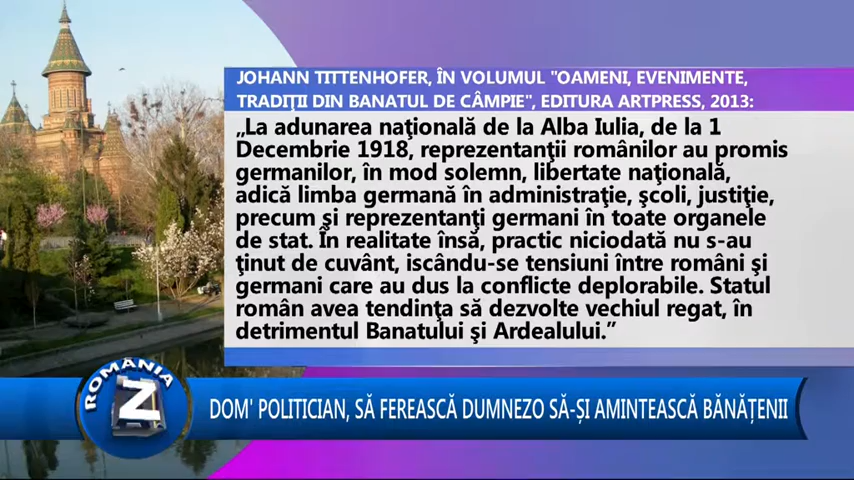 JOHANN TITTENHOFER, ÎN VOLUMUL "OAMENI, EVENIMENTE,
TRADIŢII DIN BANATUL DE CÂMPIE", EDITURA ARTPRESS, 2013:
„La adunarea naţională de la Alba Iulia, de la 1
Decembrie 1918, reprezentanţii românilor au promis
germanilor, în mod solemn, libertate naţională,
adică limba germană în administraţie, şcoli, justiţie,
precum şi reprezentanţi germani în toate organele
de stat. În realitate însă, practic niciodată nu s-au
ţinut de cuvânt, iscându-se tensiuni între români şi
germani care au dus la conflicte deplorabile. Statul
român avea tendinţa să dezvolte vechiul regat, în
detrimentul Banatului şi Ardealului.”
ROMANIA
Z
DOM' POLITICIAN, SĂ FEREASCĂ DUMNEZO SĂ-ȘI AMINTEASCĂ BĂNĂȚENII